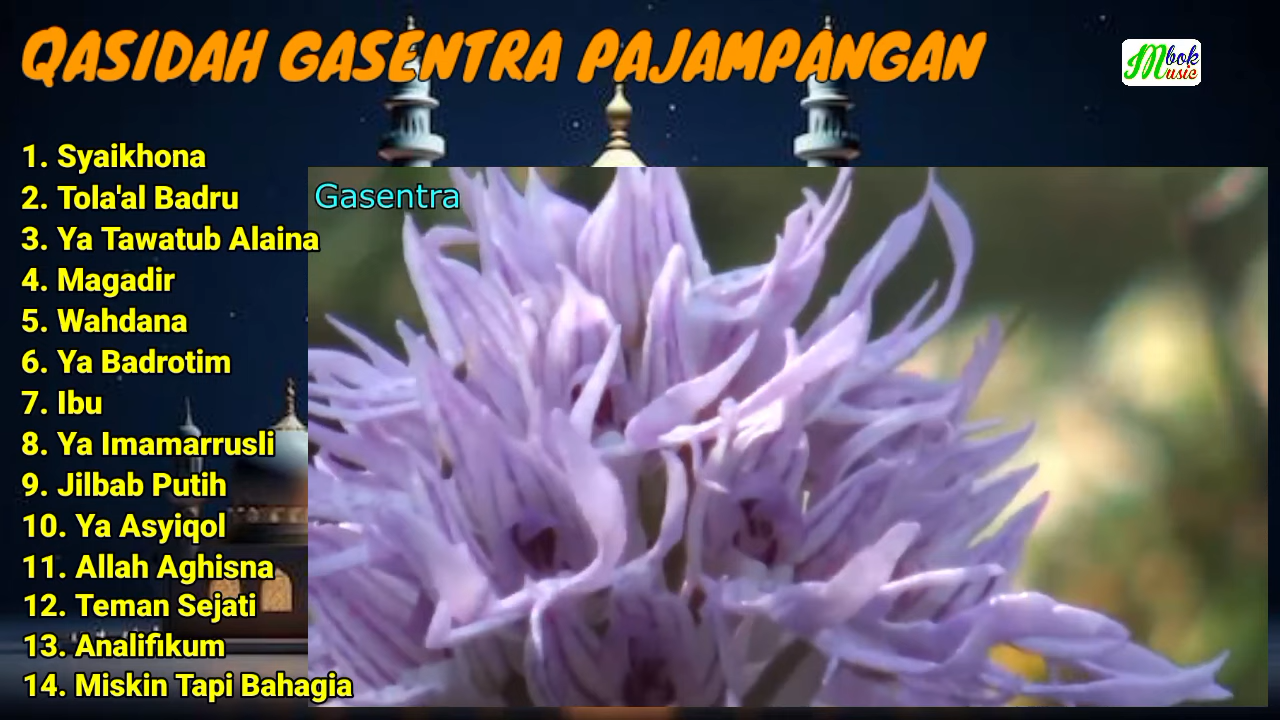 QASIDAH GASENTRA PAJAMPANGAN
Mbok
Music
1. Syaikhona
2. Tola'al Badru
3. Ya Tawatub Alaina
4. Magadir
5. Wahdana
6. Ya Badrotim
7. Ibu
8. Ya Imamarrusli
9. Jilbab Putih
10. Ya Asyiqol
11. Allah Aghisna
12. Teman Sejati
13. Analifikum
14. Miskin Tapi Bahagia
Gasentra